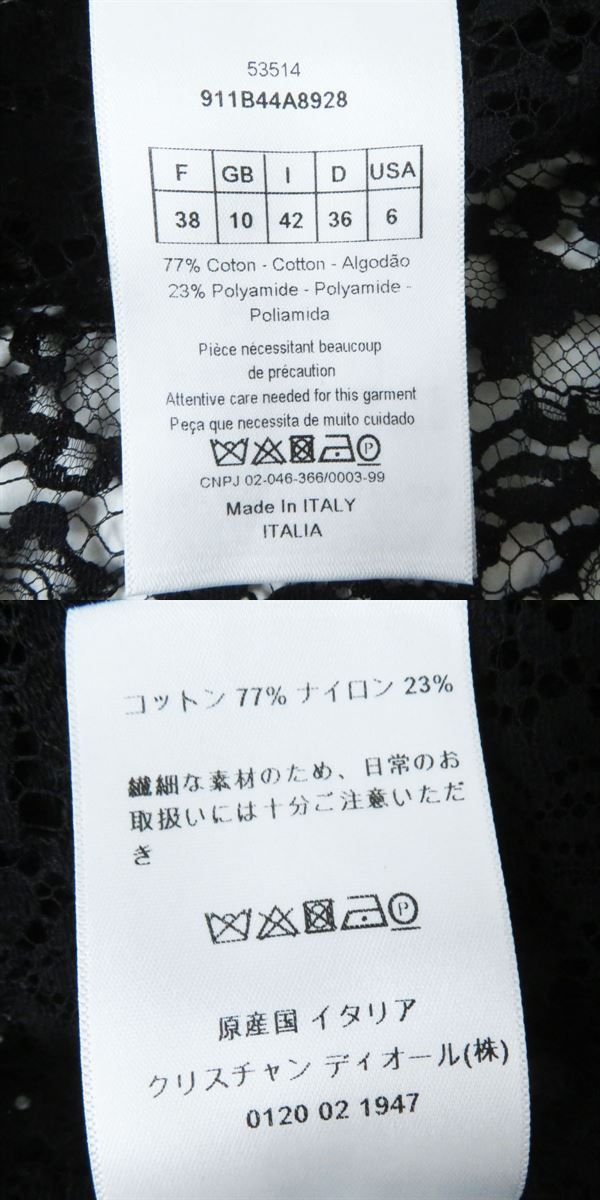 53514
911B44A8928
F GB I D USA
38 10 42 36 6
77% Coton - Cotton - Algodão
23% Polyamide - Polyamide -
Poliamida
Pièce nécessitant beaucoup
de précaution
Attentive care needed for this garment
Peça que necessita de muito cuidado
P
CNPJ 02-046-366/0003-99
Made In ITALY
ITALIA
コットン 77% ナイロン 23%
繊細な素材のため、日常のお
取扱いには十分ご注意いただ
き
P
原産国 イタリア
クリスチャン ディオール(株)
0120 02 1947